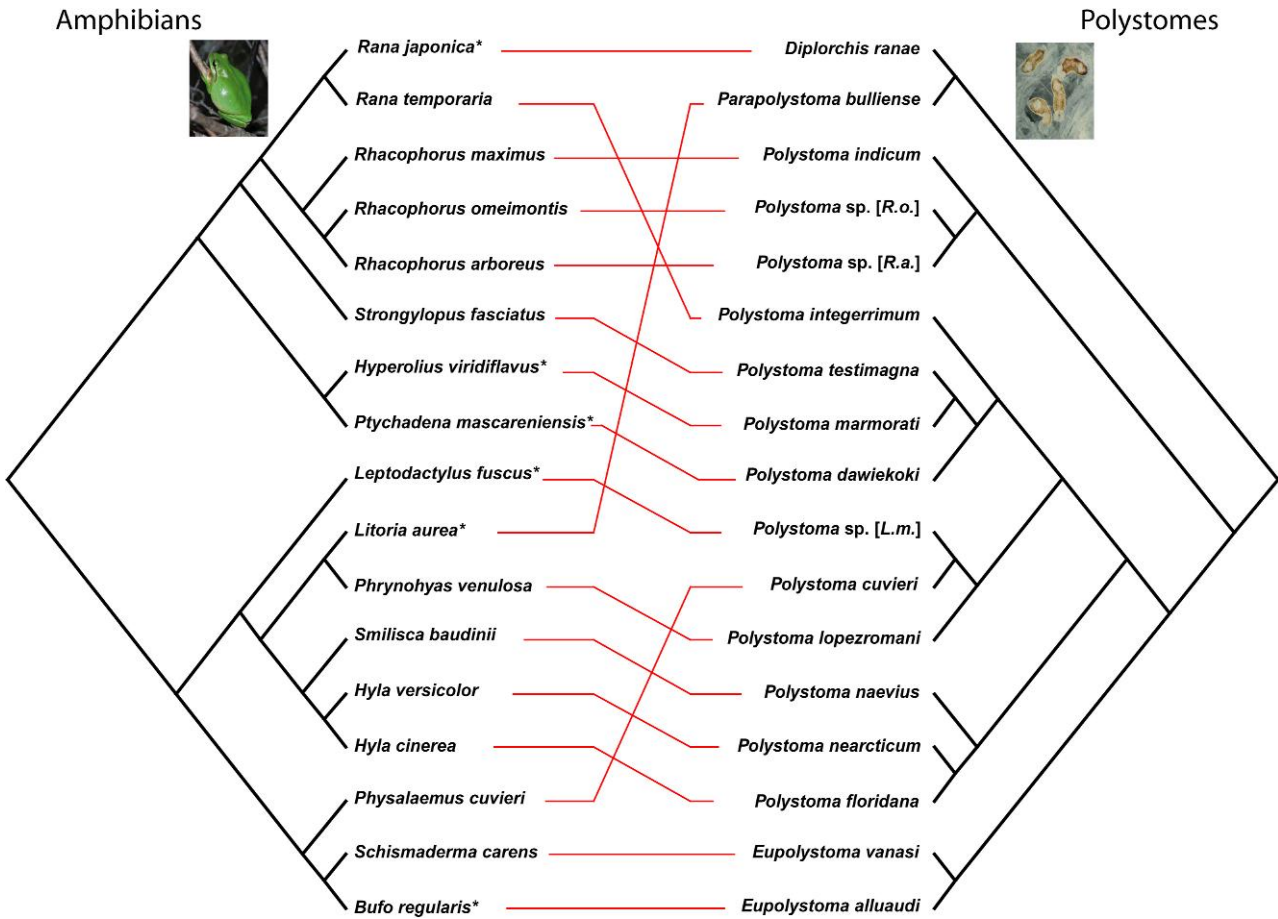 Amphibians Polystomes
Rana japonica* Diplorchis ranae
Rana temporaria Parapolystoma bulliense
Rhacophorus maximus Polystoma indicum
Rhacophorus omeimontis Polystoma sp. [R.o.]
Rhacophorus arboreus Polystoma sp. [R.a.]
Strongylopus fasciatus Polystoma integerrimum
Hyperolius viridiflavus* Polystoma testimagna
Ptychadena mascareniensis* Polystoma marmorati
Leptodactylus fuscus* Polystoma dawiekoki
Litoria aurea* Polystoma sp. [L.m.]
Phrynohyas venulosa Polystoma cuvieri
Smilisca baudinii Polystoma lopezromani
Hyla versicolor Polystoma naevius
Hyla cinerea Polystoma nearcticum
Physalaemus cuvieri Polystoma floridana
Schismaderma carens Eupolystoma vanasi
Bufo regularis* Eupolystoma alluaudi